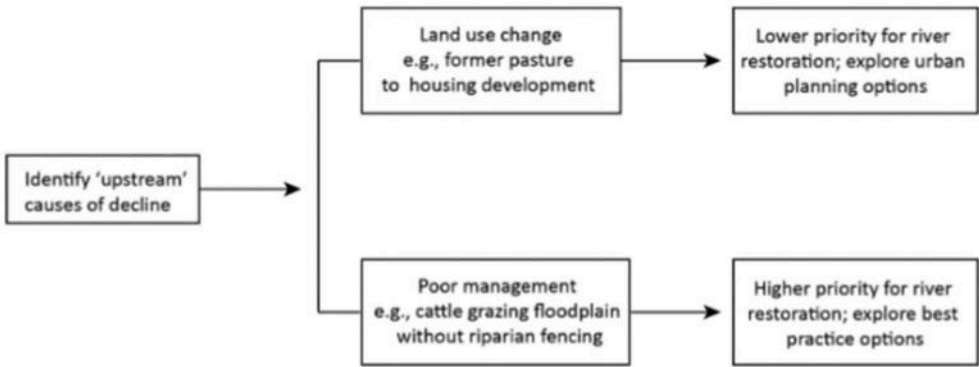 Identify ‘upstream’
causes of decline
Land use change
e.g., former pasture
to housing development
Lower priority for river
restoration; explore urban
planning options
Poor management
e.g., cattle grazing floodplain
without riparian fencing
Higher priority for river
restoration; explore best
practice options